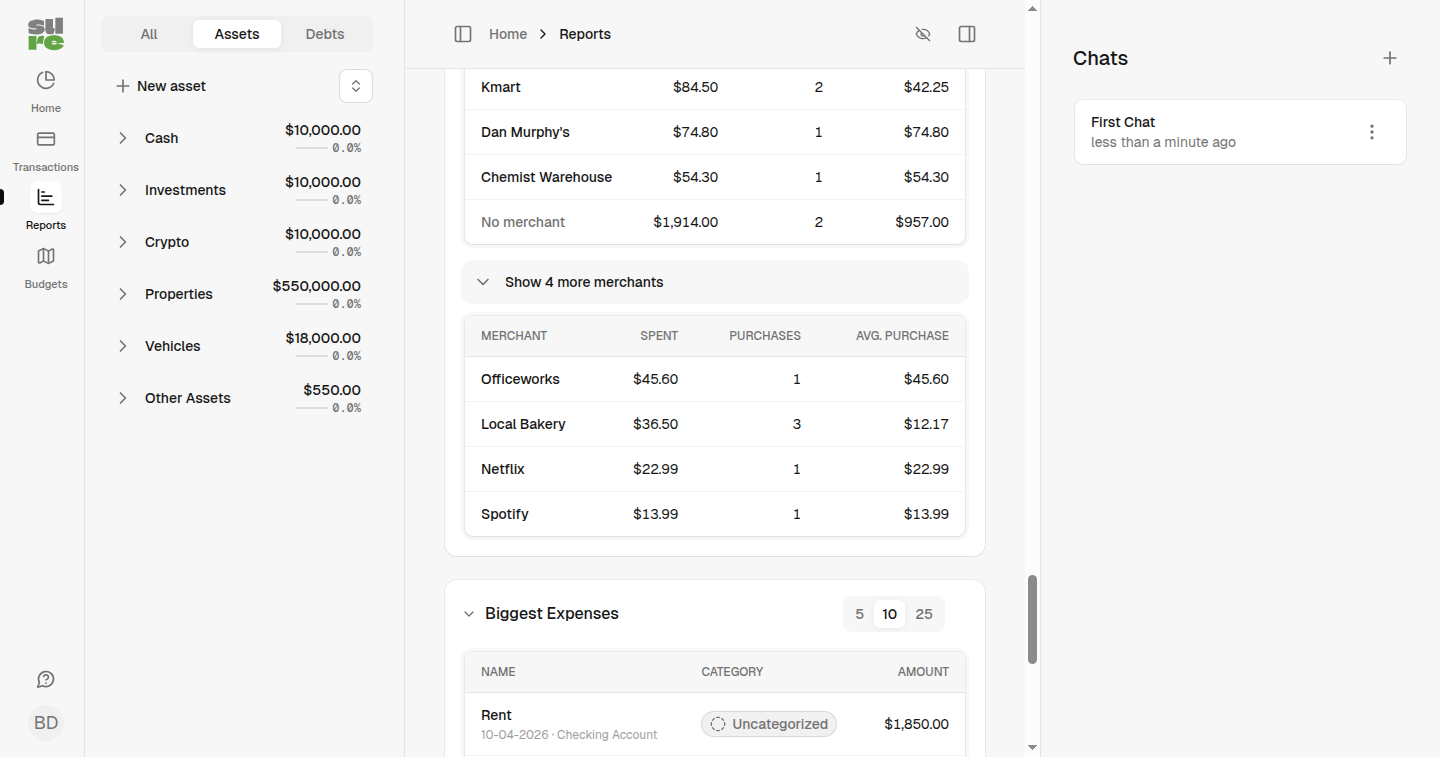 sure
Home
Transactions
Reports
Budgets
BD
All Assets Debts
New asset
Cash $10,000.00
0.0%
Investments $10,000.00
0.0%
Crypto $10,000.00
0.0%
Properties $550,000.00
0.0%
Vehicles $18,000.00
0.0%
Other Assets $550.00
0.0%
Home Reports
Kmart $84.50 2 $42.25
Dan Murphy's $74.80 1 $74.80
Chemist Warehouse $54.30 1 $54.30
No merchant $1,914.00 2 $957.00
Show 4 more merchants
MERCHANT SPENT PURCHASES AVG. PURCHASE
Officeworks $45.60 1 $45.60
Local Bakery $36.50 3 $12.17
Netflix $22.99 1 $22.99
Spotify $13.99 1 $13.99
Biggest Expenses 5 10 25
NAME CATEGORY AMOUNT
Rent Uncategorized $1,850.00
10-04-2026 · Checking Account
Chats
First Chat
less than a minute ago